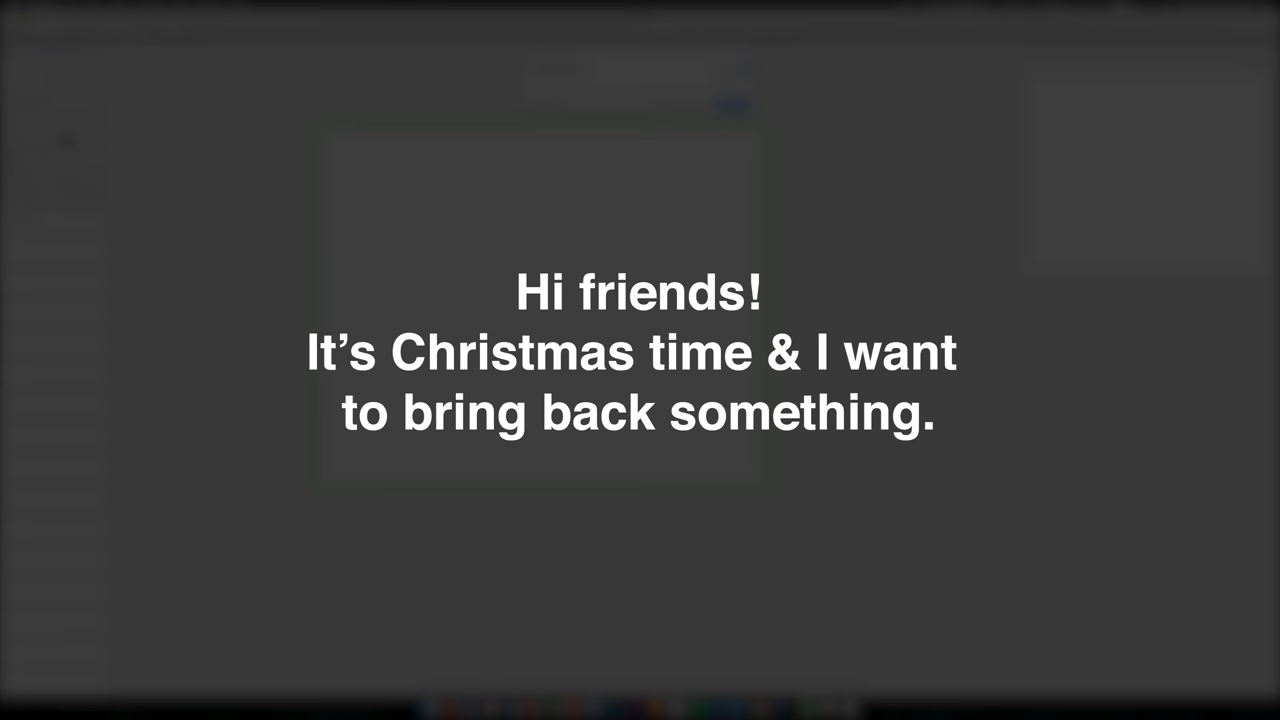 Hi friends!
It’s Christmas time & I want
to bring back something.